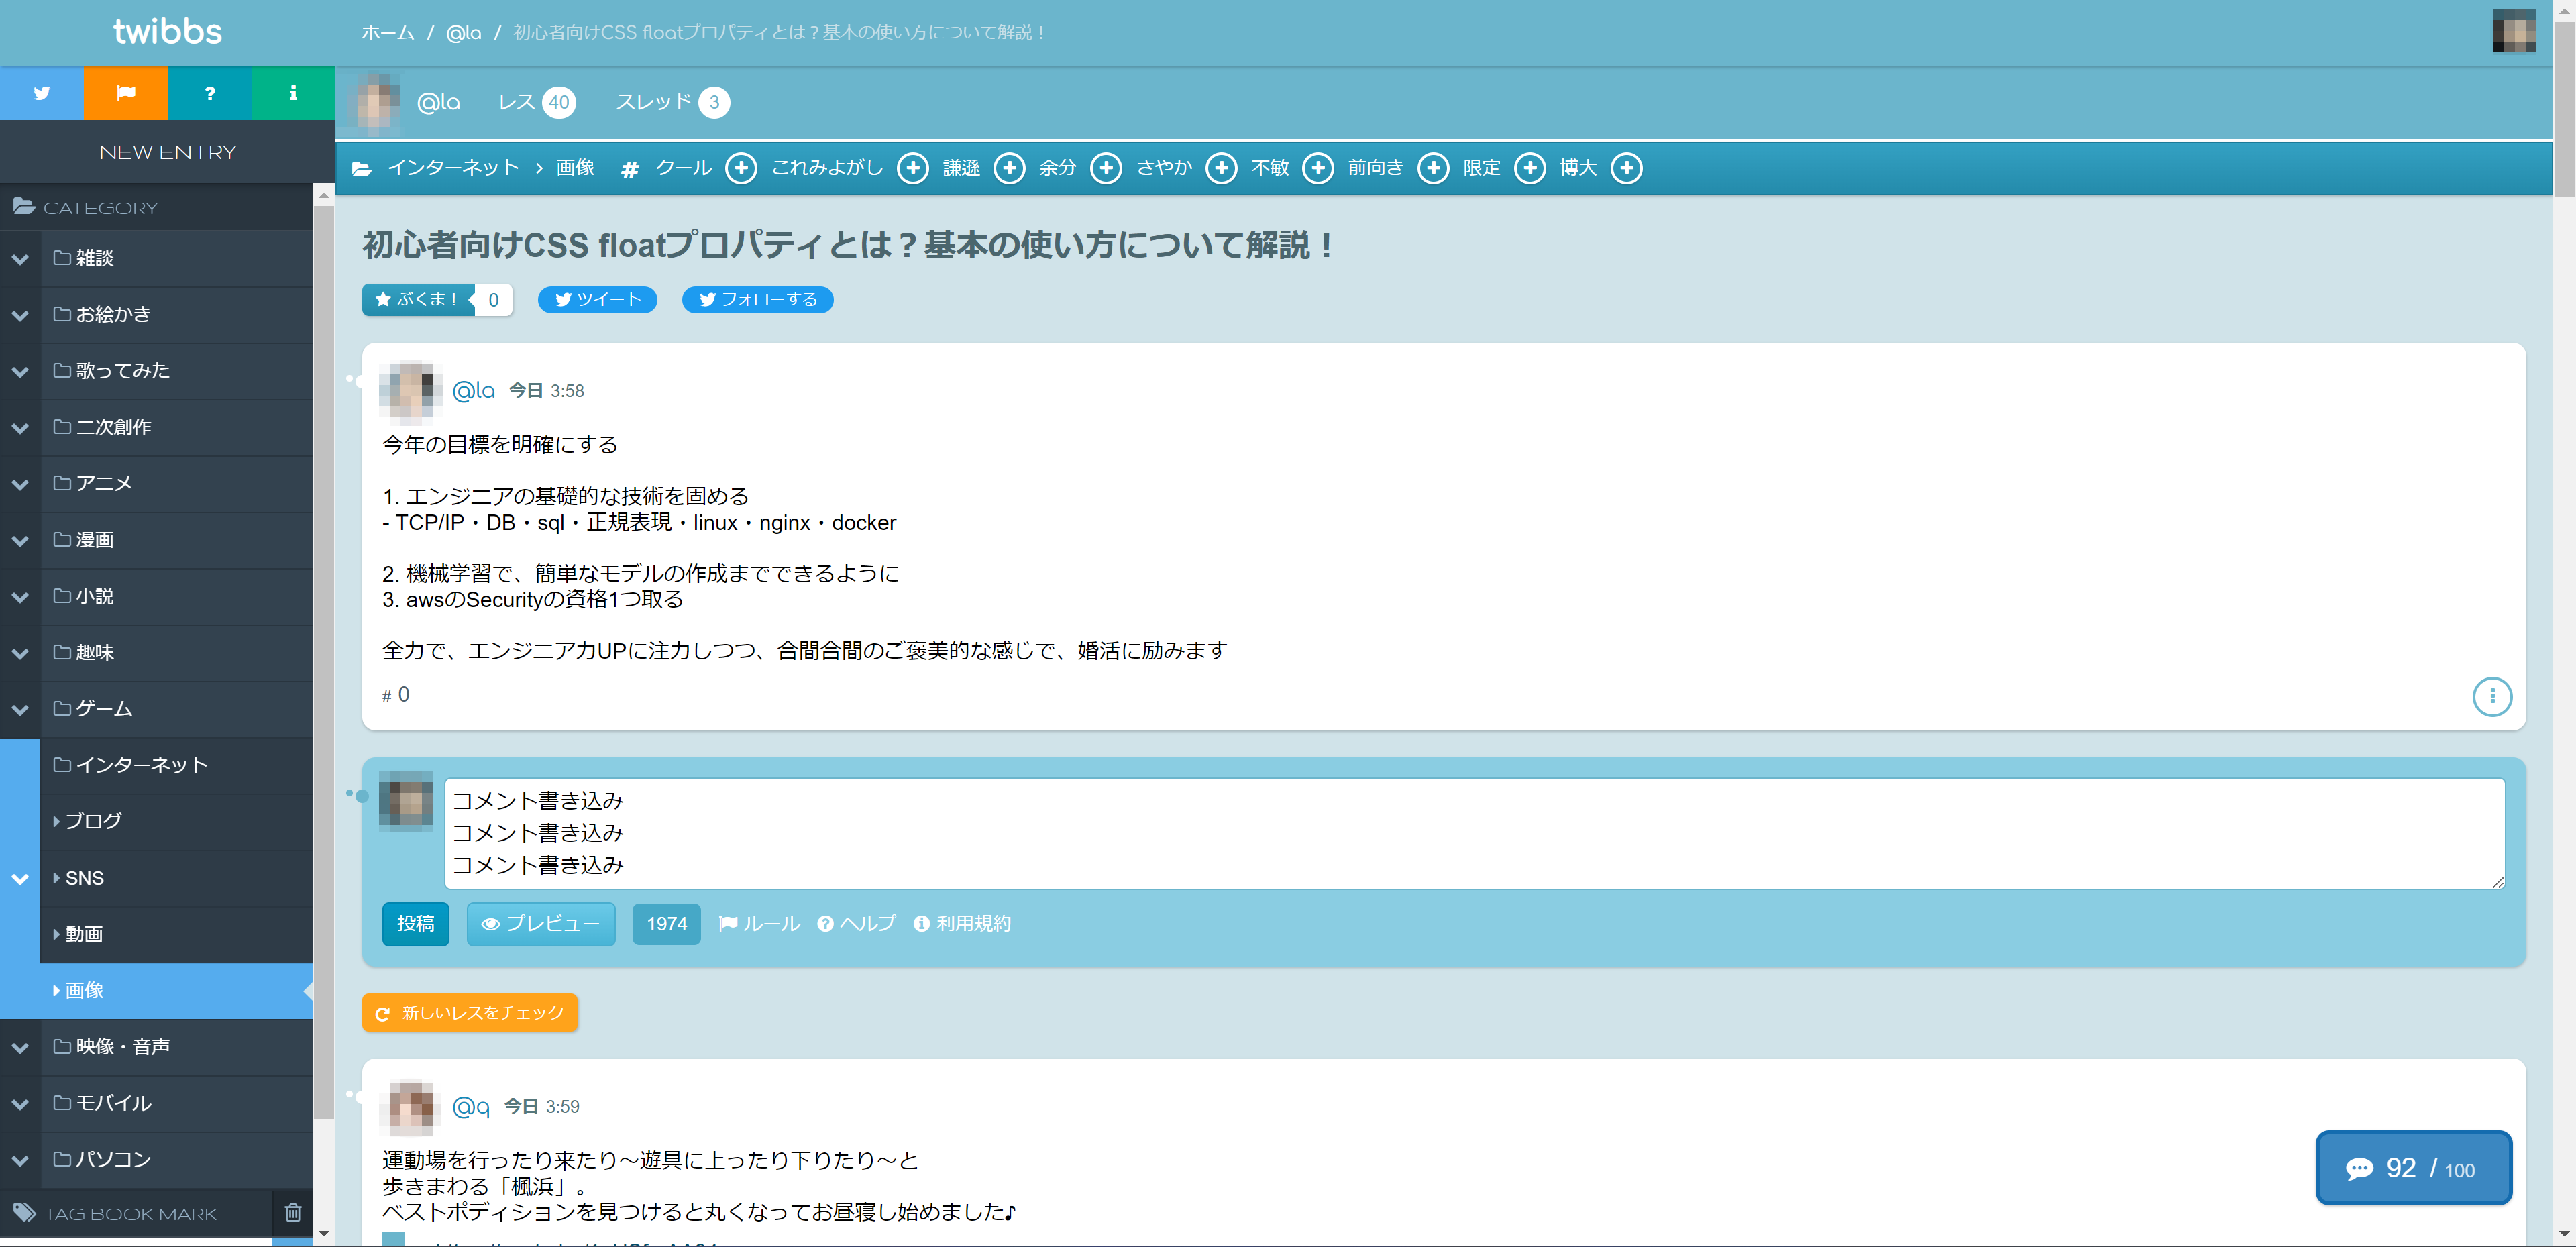 twibbs
ホーム / @la / 初心者向けCSS floatプロパティとは？基本の使い方について解説！
@la レス 40 スレッド 3
NEW ENTRY
インターネット > 画像 # クール これみよがし 謙遜 余分 さやか 不敏 前向き 限定 博大
CATEGORY
雑談
お絵かき
歌ってみた
二次創作
アニメ
漫画
小説
趣味
ゲーム
インターネット
ブログ
SNS
動画
画像
映像・音声
モバイル
パソコン
TAG BOOK MARK
初心者向けCSS floatプロパティとは？基本の使い方について解説！
ぶくま！ 0 ツイート フォローする
@la 今日 3:58
今年の目標を明確にする
1. エンジニアの基礎的な技術を固める
- TCP/IP・DB・sql・正規表現・linux・nginx・docker
2. 機械学習で、簡単なモデルの作成までできるように
3. awsのSecurityの資格1つ取る
全力で、エンジニア力UPに注力しつつ、合間合間のご褒美的な感じで、婚活に励みます
# 0
コメント書き込み
コメント書き込み
コメント書き込み
投稿 プレビュー 1974 ルール ヘルプ 利用規約
新しいレスをチェック
@q 今日 3:59
運動場を行ったり来たり～遊具に上ったり下りたり～と
歩きまわる「楓浜」。
ベストポディションを見つけると丸くなってお昼寝し始めました♪
92 / 100